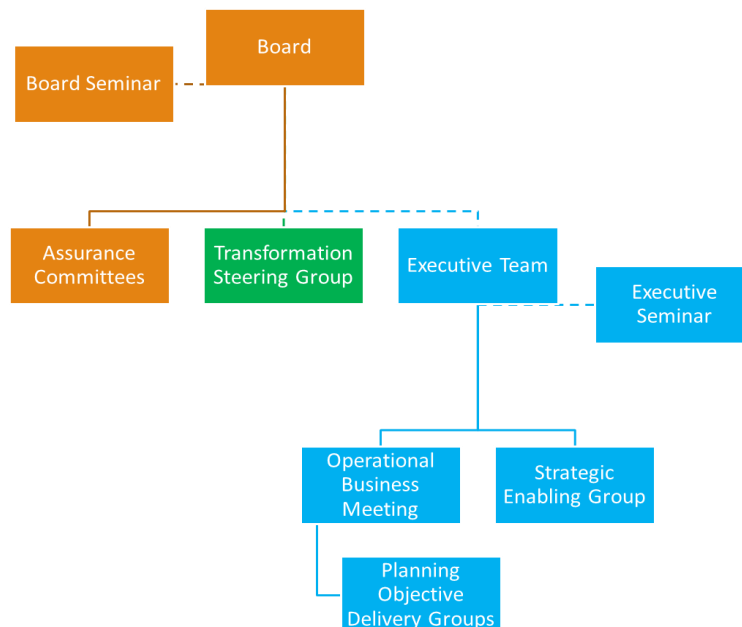 Board
Board Seminar
Assurance
Committees
Transformation
Steering Group
Executive Team
Executive
Seminar
Operational
Business
Meeting
Strategic
Enabling Group
Planning
Objective
Delivery Groups